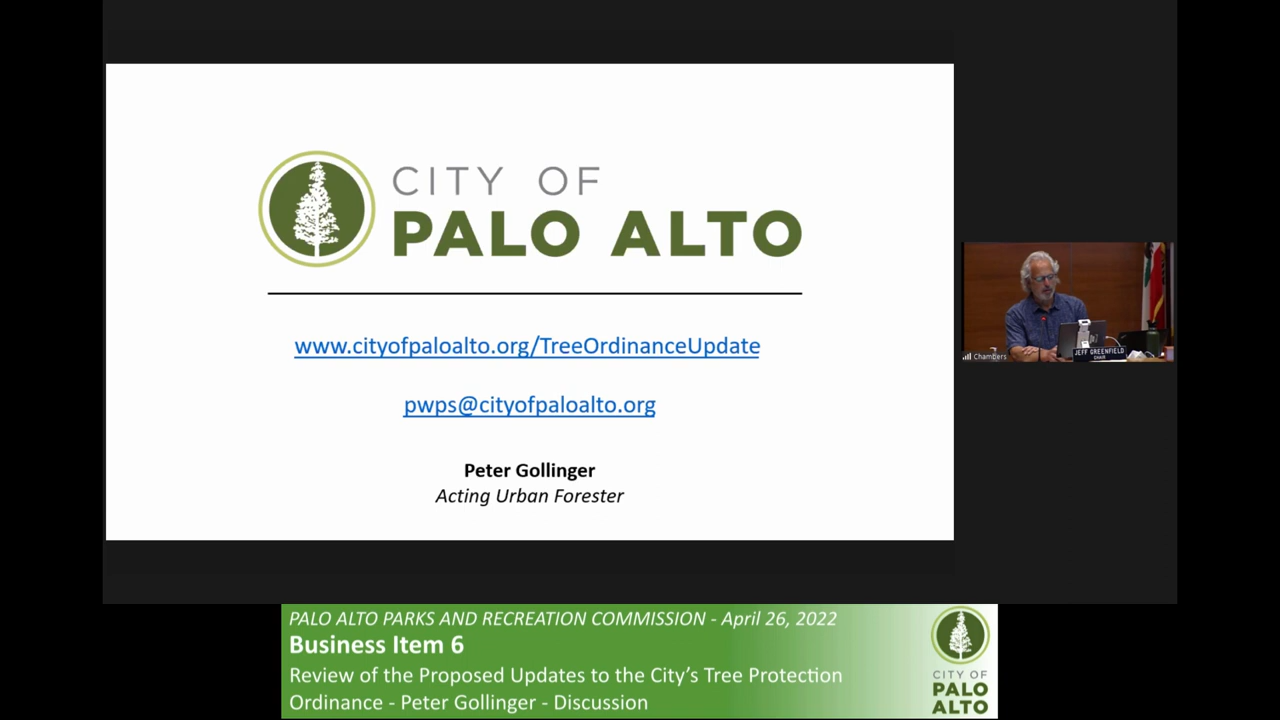 CITY OF
PALO ALTO
www.cityofpaloalto.org/TreeOrdinanceUpdate
pwps@cityofpaloalto.org
Peter Gollinger
Acting Urban Forester
Chambers
JEFF GREENFIELD
CHAIR
PALO ALTO PARKS AND RECREATION COMMISSION - April 26, 2022
Business Item 6
Review of the Proposed Updates to the City's Tree Protection
Ordinance - Peter Gollinger - Discussion
CITY OF
PALO
ALTO